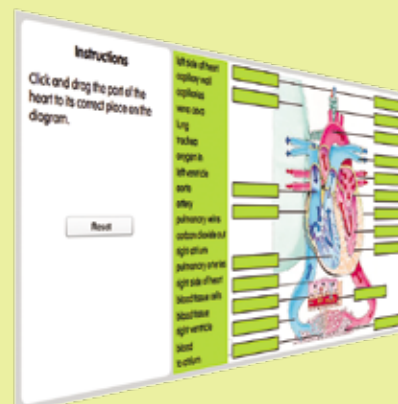 Instructions
Click and drag the part of the
heart to its correct place on the
diagram.
Reset
left side of heart
capillary wall
capillaries
vena cava
lung
trachea
oxygen in
left ventricle
aorta
artery
pulmonary veins
carbon dioxide out
right atrium
pulmonary arteries
right side of heart
blood tissue cells
blood tissue
right ventricle
blood